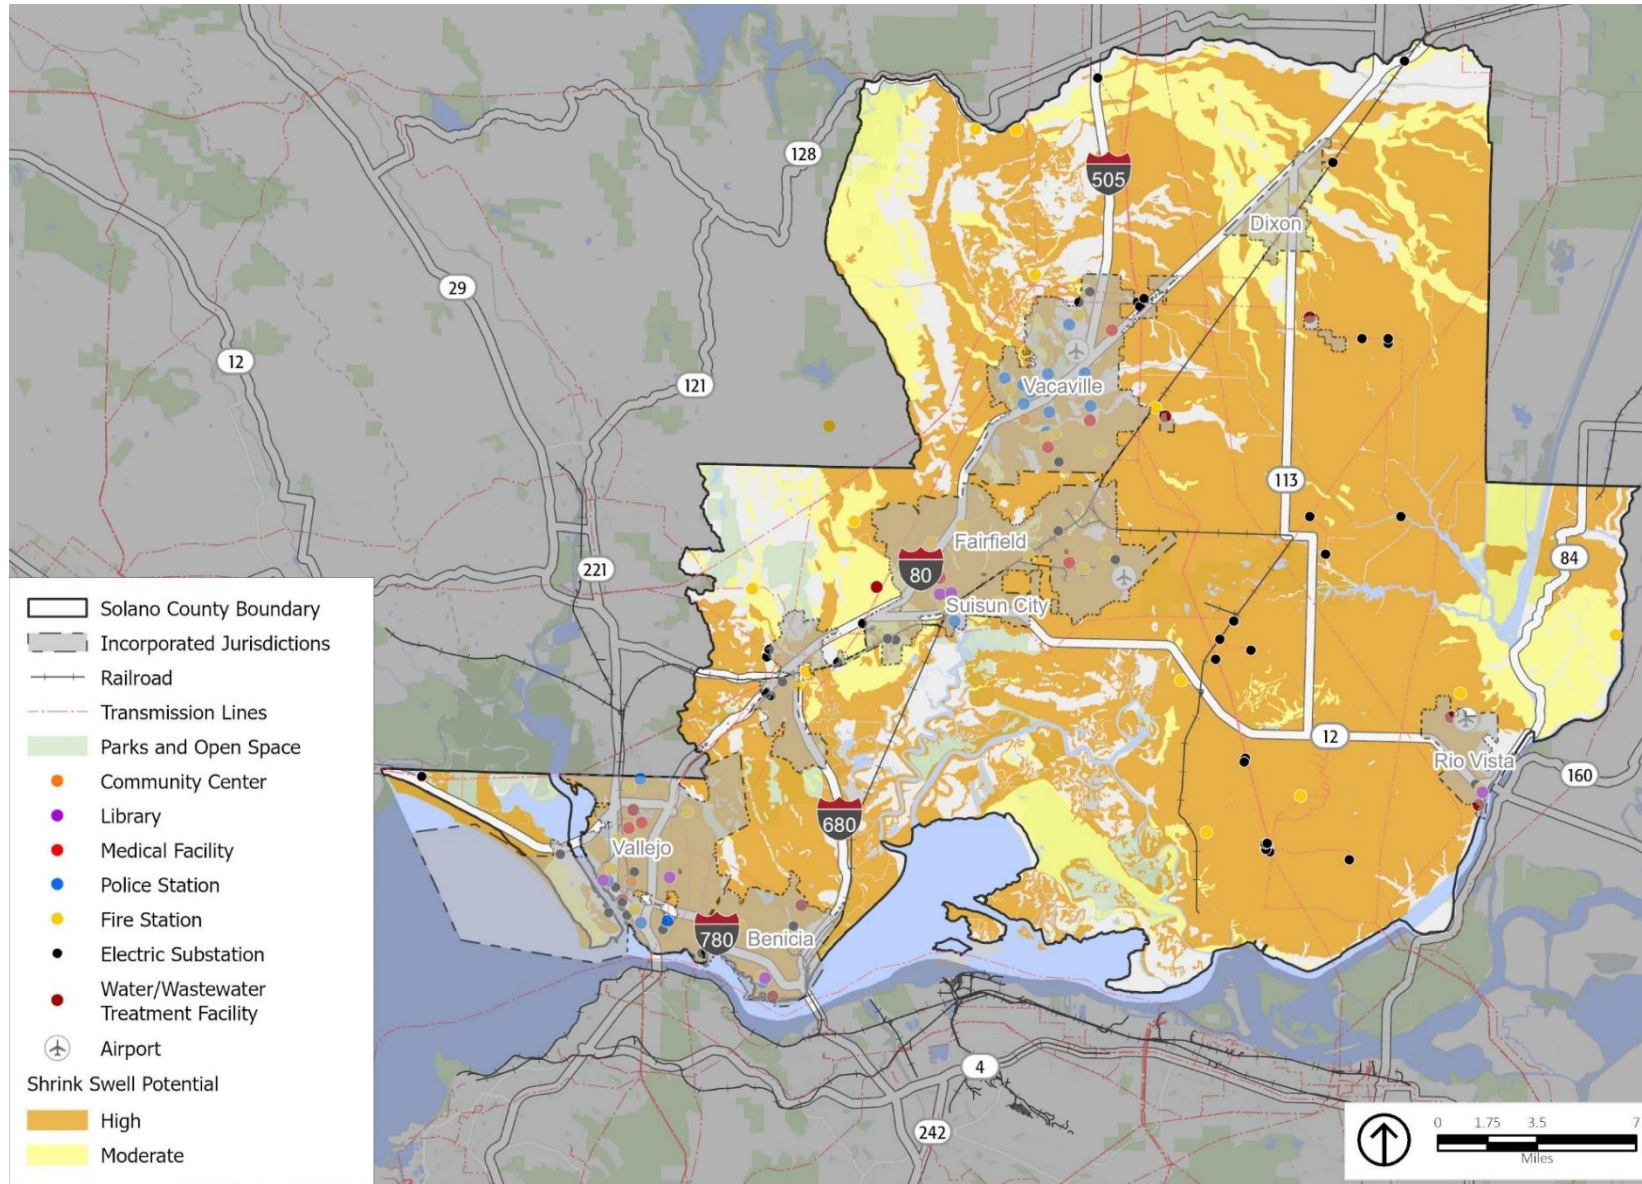 128
505
Dixon
29
12
121
Vacaville
113
Fairfield
80
84
221
Suisun City
12
Rio Vista
160
680
Vallejo
780
Benicia
4
242
Solano County Boundary
Incorporated Jurisdictions
Railroad
Transmission Lines
Parks and Open Space
Community Center
Library
Medical Facility
Police Station
Fire Station
Electric Substation
Water/Wastewater
Treatment Facility
Airport
Shrink Swell Potential
High
Moderate
0 1.75 3.5 7
Miles